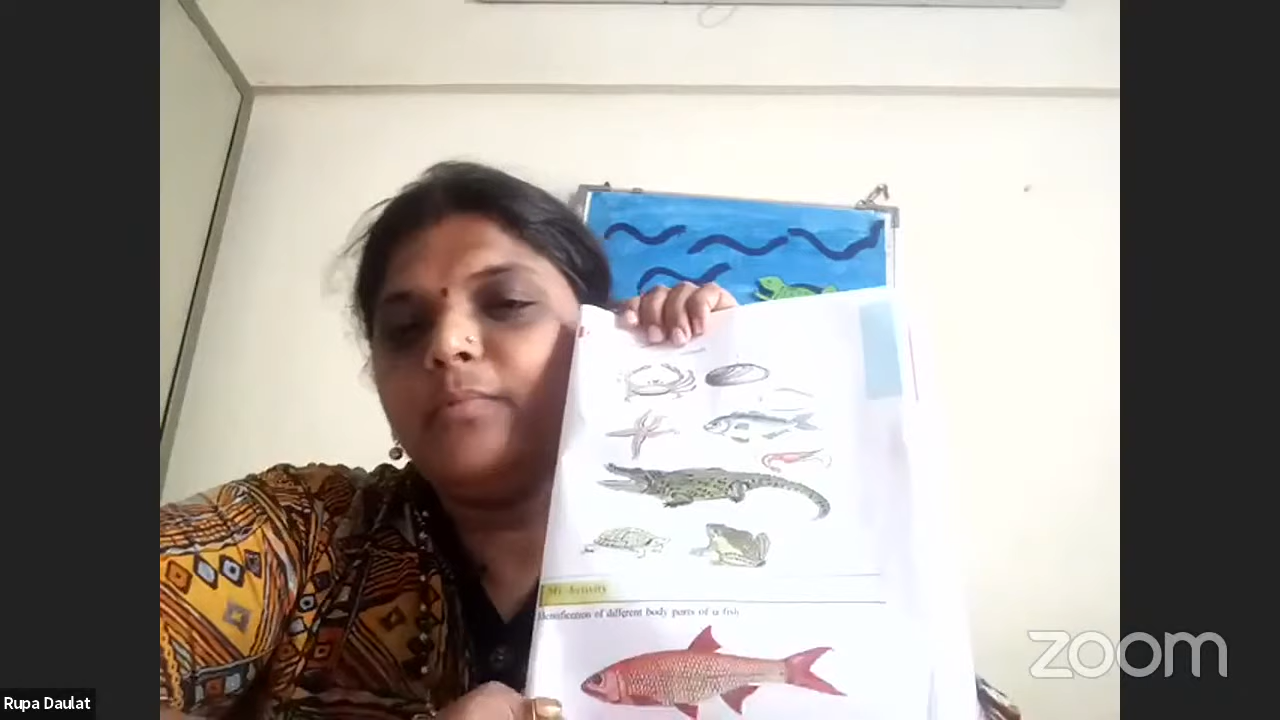 My Activity
Identification of different body parts of a fish
zoom
Rupa Daulat